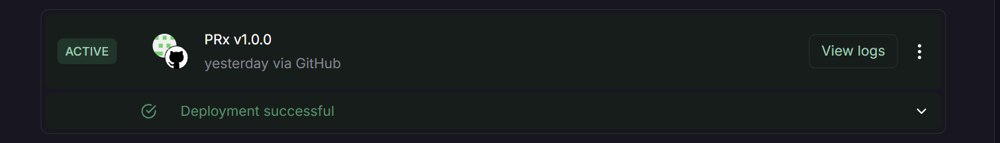 ACTIVE
PRx v1.0.0
yesterday via GitHub
View logs
Deployment successful